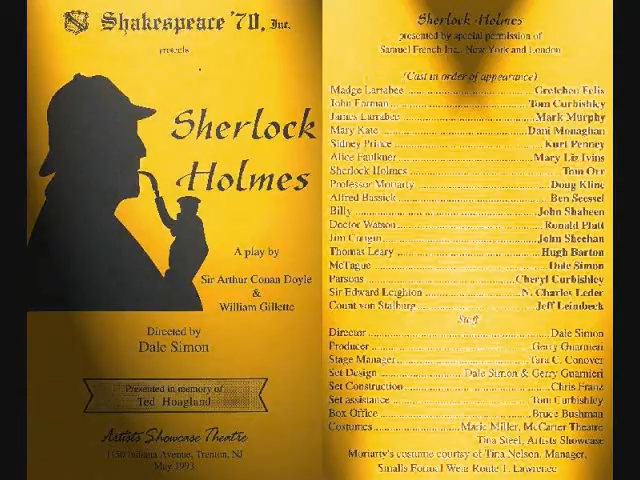 Shakespeare '70, Inc.
presents
Sherlock
Holmes
A play by
Sir Arthur Conan Doyle
&
William Gillette
Directed by
Dale Simon
Presented in memory of
Ted Hoagland
Artists Showcase Theatre
1150 Indiana Avenue, Trenton, NJ
May 1993
Sherlock Holmes
presented by special permission of
Samuel French Inc., New York and London
(Cast in order of appearance)
Madge Larrabee Gretchen Felix
John Forman Tom Curbishley
James Larrabee Mark Murphy
Mary Kate Dani Monaghan
Sidney Prince Kurt Penney
Alice Faulkner Mary Liz Ivins
Sherlock Holmes Tom Orr
Professor Moriarty Doug Kline
Alfred Bassick Ben Seessel
Billy John Shaheen
Doctor Watson Ronald Platt
Jim Craigin John Sheehan
Thomas Leary Hugh Barton
McTague Dale Simon
Parsons Cheryl Curbishley
Sir Edward Leighton N. Charles Leder
Count von Stalburg Jeff Leimbeck
Staff
Director Dale Simon
Producer Gerry Guarnieri
Stage Manager Tara C. Conover
Set Design Dale Simon & Gerry Guarnieri
Set Construction Chris Franz
Set assistance Tom Curbishley
Box Office Bruce Bushman
Costumes Marie Miller, McCarter Theatre
Tina Steel, Artists Showcase
Moriarty's costume courtsy of Tina Nelson, Manager,
Smalls Formal Wear Route 1, Lawrence